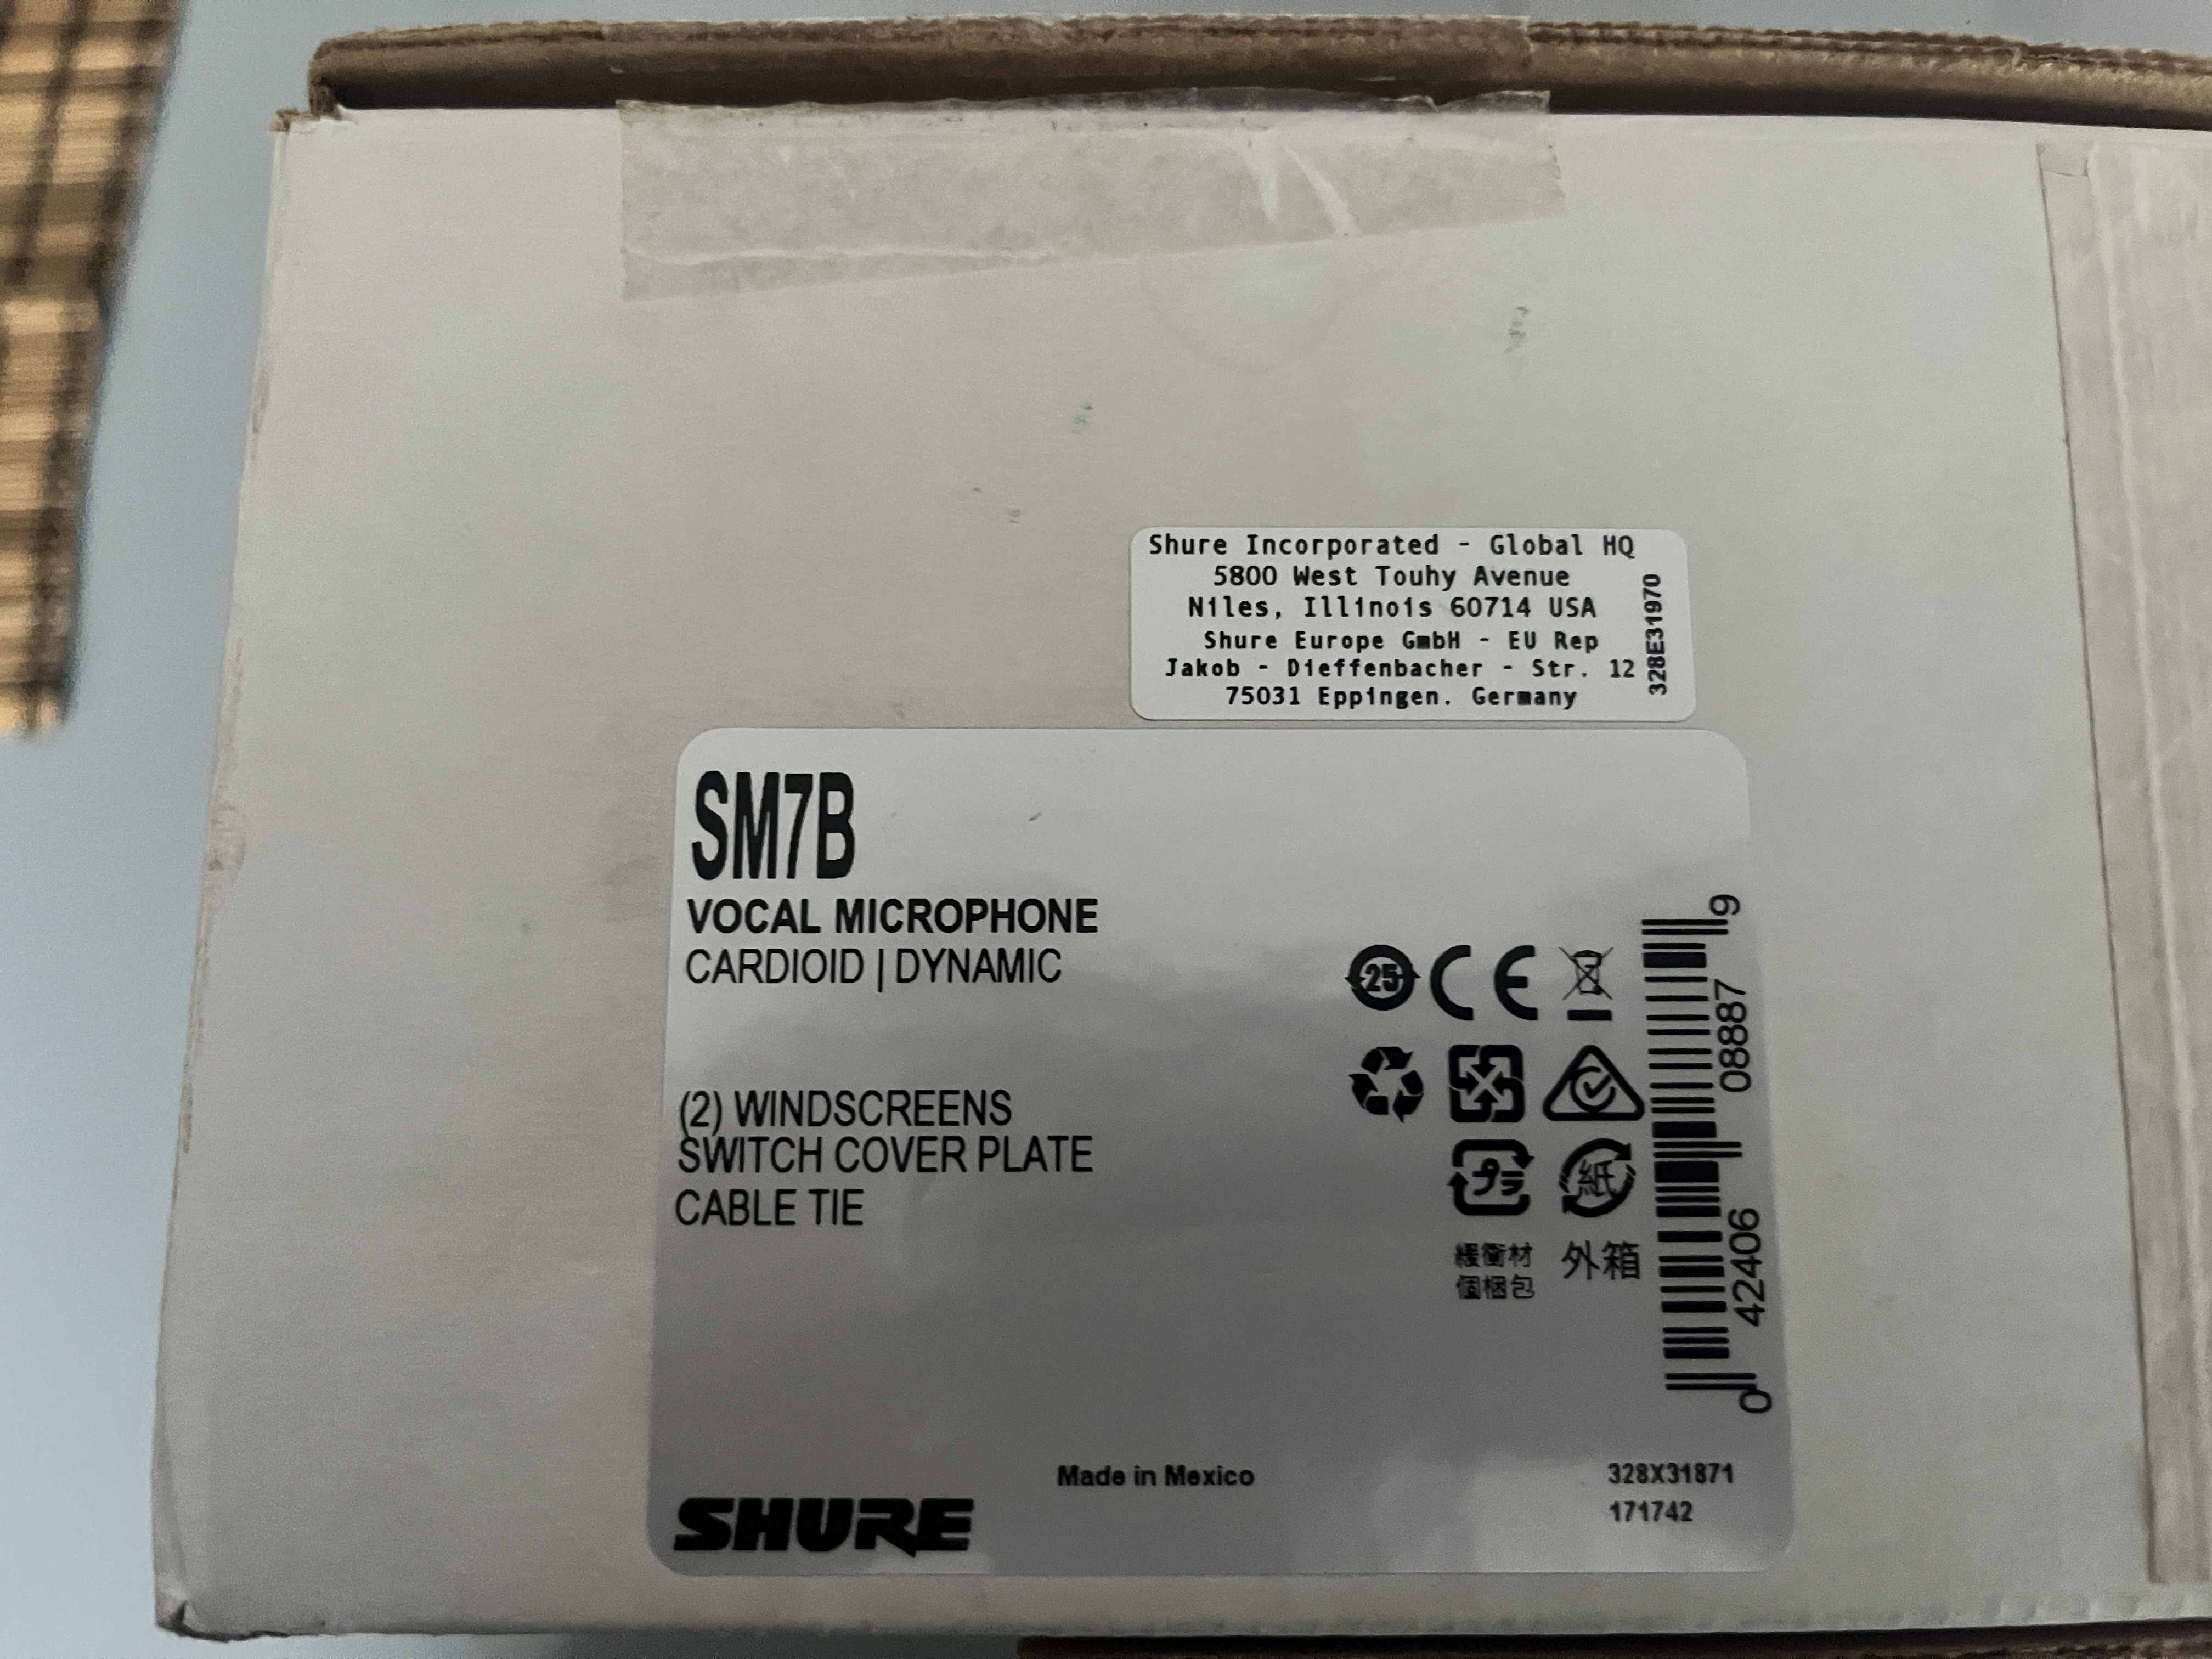 Shure Incorporated - Global HQ
5800 West Touhy Avenue
Niles, Illinois 60714 USA
Shure Europe GmbH - EU Rep
Jakob - Dieffenbacher - Str. 12
75031 Eppingen. Germany
328E31970
SM7B
VOCAL MICROPHONE
CARDIOID | DYNAMIC
(2) WINDSCREENS
SWITCH COVER PLATE
CABLE TIE
25
CE
プラ
紙
緩衝材
個梱包
外箱
0 42406 08887 9
Made in Mexico
328X31871
171742
SHURE